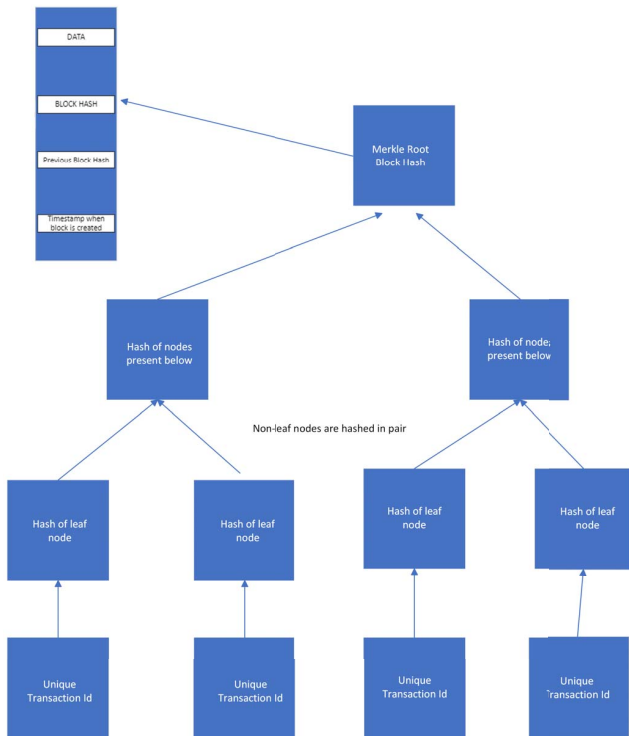 DATA
BLOCK HASH
Previous Block Hash
Timestamp when
block is created
Merkle Root
Block Hash
Hash of nodes
present below
Hash of nodes
present below
Non-leaf nodes are hashed in pair
Hash of leaf
node
Hash of leaf
node
Hash of leaf
node
Hash of leaf
node
Unique
Transaction Id
Unique
Transaction Id
Unique
Transaction Id
Unique
Transaction Id